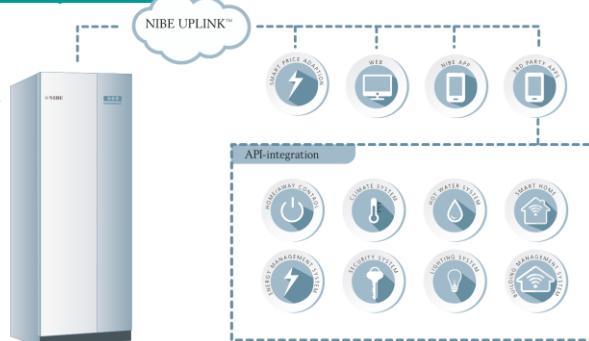 NIBE UPLINK™
SMART PRICE ADAPTION
WEB
NIBE APP
3RD PARTY APPS
NIBE
API-integration
HOME/AWAY CONTROL
CLIMATE SYSTEM
HOT WATER SYSTEM
SMART HOME
ENERGY MANAGEMENT SYSTEM
SECURITY SYSTEM
LIGHTING SYSTEM
BUILDING MANAGEMENT SYSTEM